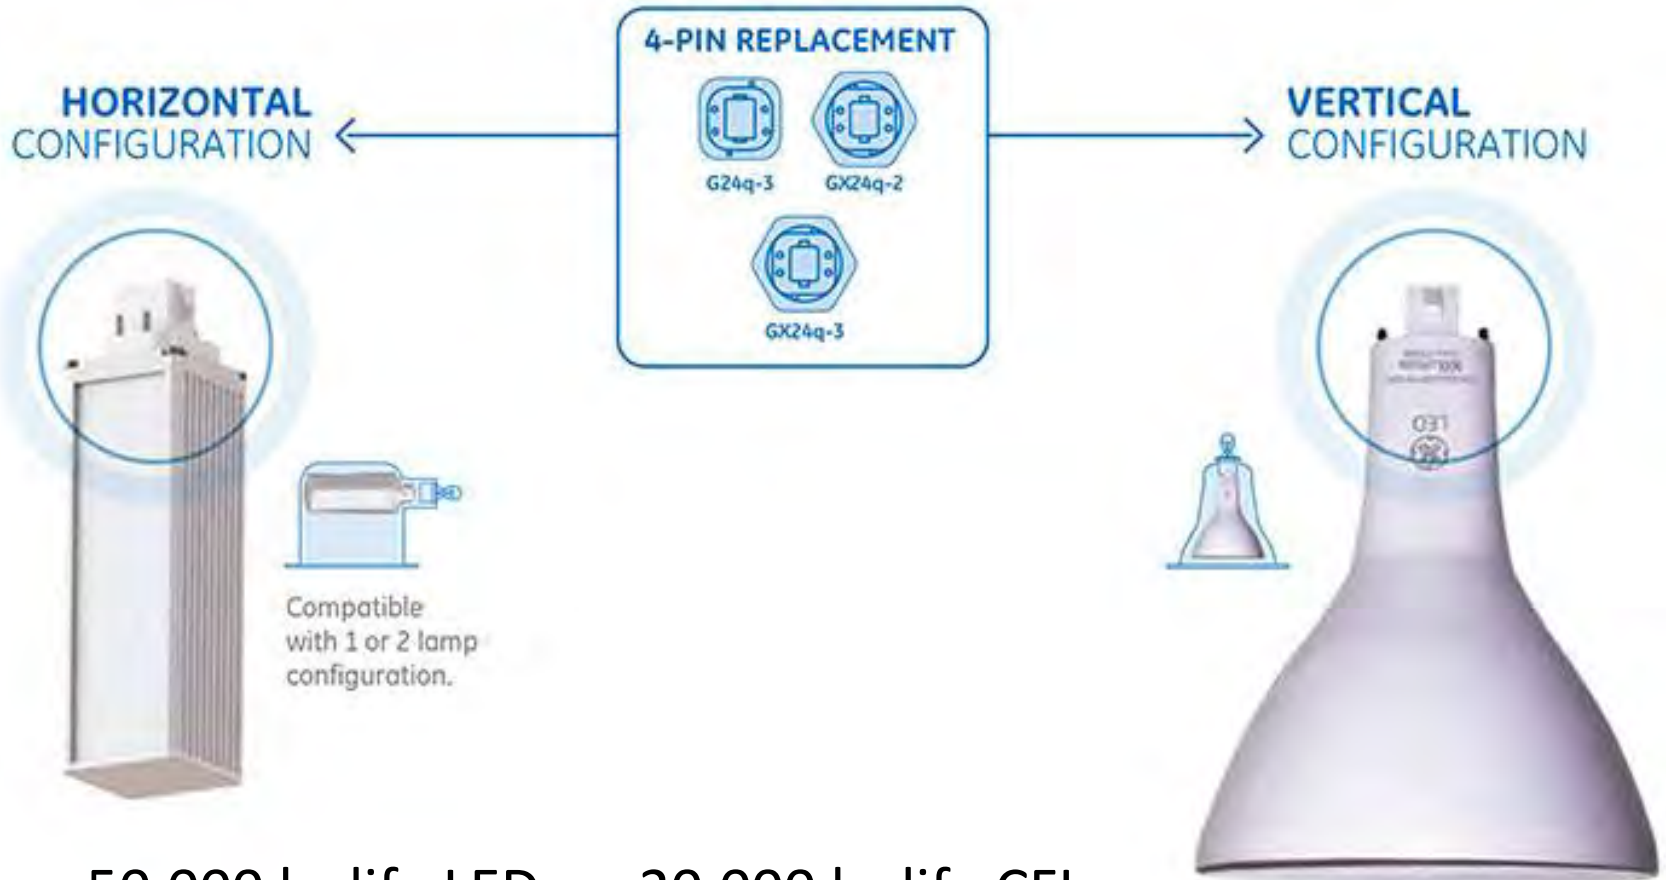 4-PIN REPLACEMENT
HORIZONTAL
CONFIGURATION
VERTICAL
CONFIGURATION
G24q-3
GX24q-2
GX24q-3
LED
Compatible
with 1 or 2 lamp
configuration.